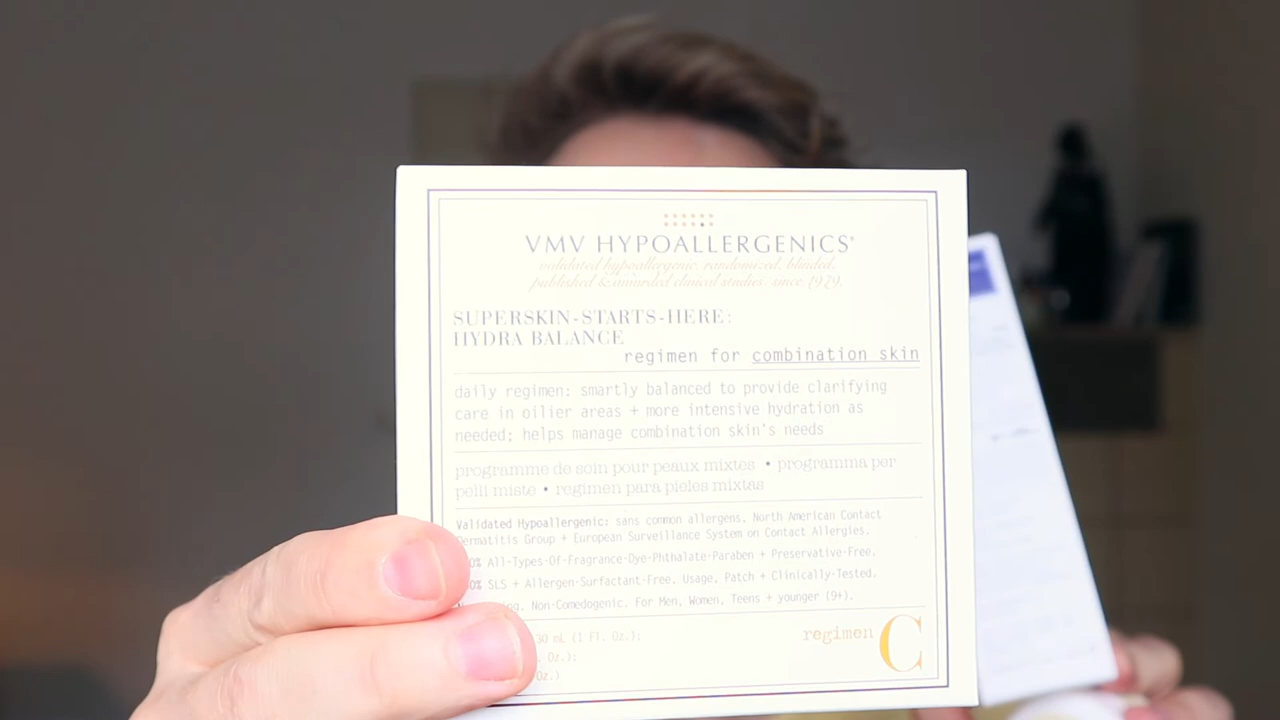 VMV HYPOALLERGENICS®
validated hypoallergenic. randomized, blinded,
published & awarded clinical studies since 1979.
SUPERSKIN-STARTS-HERE:
HYDRA BALANCE
regimen for combination skin
daily regimen: smartly balanced to provide clarifying
care in oilier areas + more intensive hydration as
needed; helps manage combination skin's needs
programme de soin pour peaux mixtes • programma per
pelli miste • regimen para pieles mixtas
Validated Hypoallergenic: sans common allergens, North American Contact
Dermatitis Group + European Surveillance System on Contact Allergies.
0% All-Types-Of-Fragrance-Dye-Phthalate-Paraben + Preservative-Free.
0% SLS + Allergen-Surfactant-Free. Usage, Patch + Clinically-Tested.
Non-Comedogenic. For Men, Women, Teens + younger (9+).
30 mL (1 Fl. Oz.);
Oz.);
Oz.)
regimen C